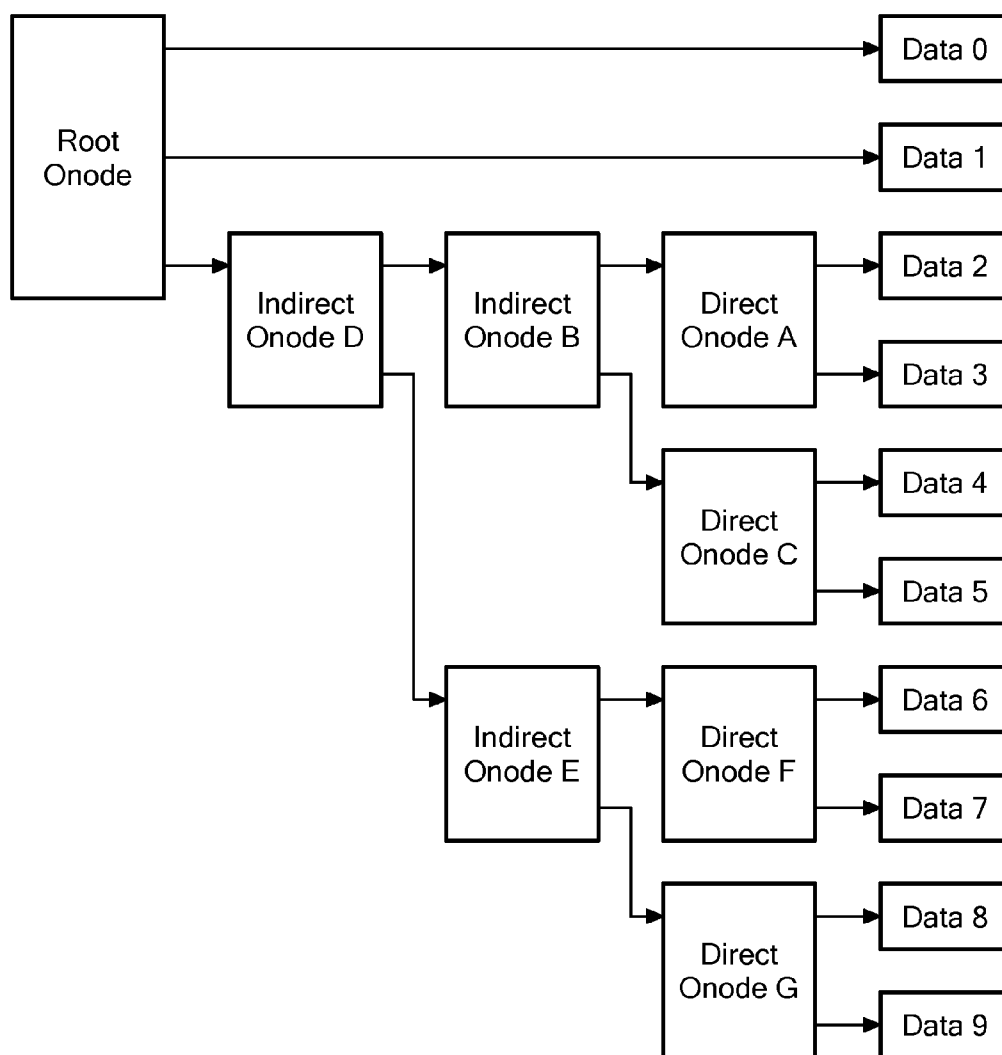 Data 0
Root
Onode
Data 1
Indirect
Onode D
Indirect
Onode B
Direct
Onode A
Data 2
Data 3
Direct
Onode C
Data 4
Data 5
Indirect
Onode E
Direct
Onode F
Data 6
Data 7
Direct
Onode G
Data 8
Data 9